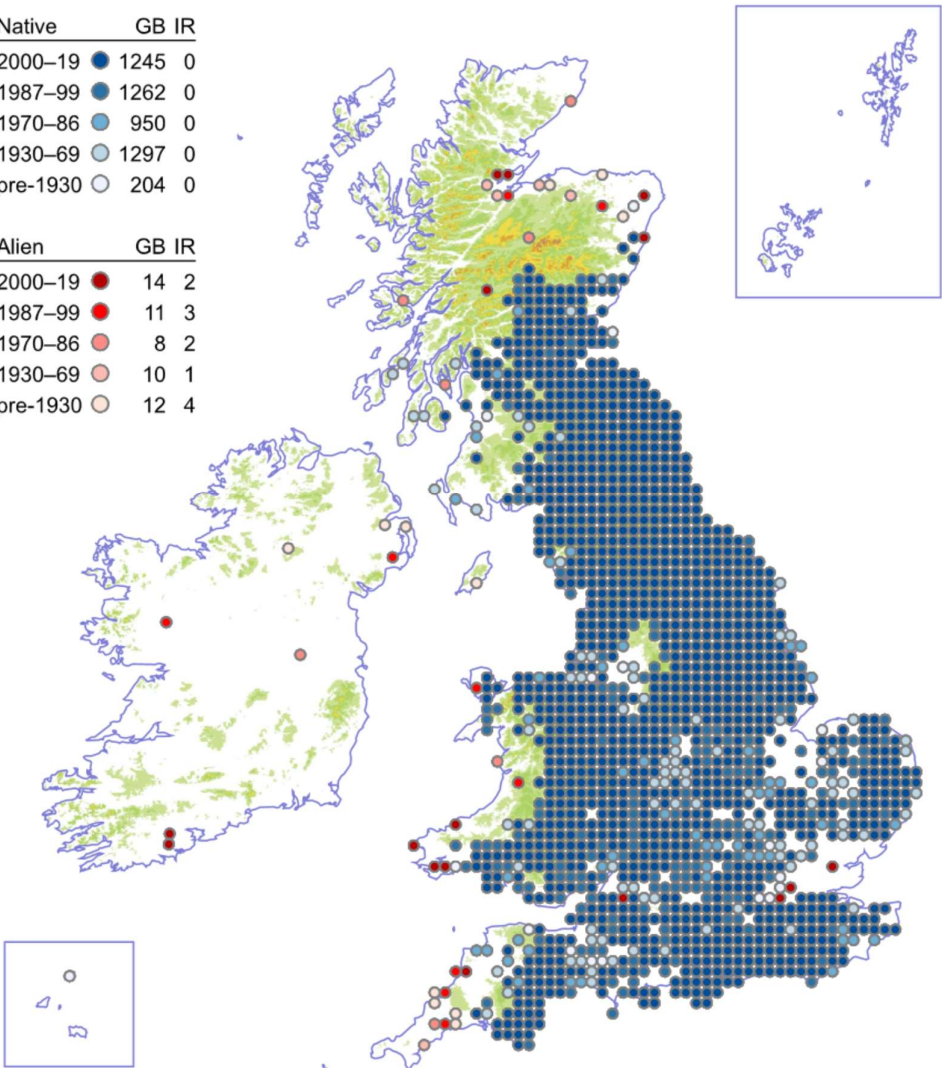 Native GB IR
2000–19 1245 0
1987–99 1262 0
1970–86 950 0
1930–69 1297 0
pre-1930 204 0
Alien GB IR
2000–19 14 2
1987–99 11 3
1970–86 8 2
1930–69 10 1
pre-1930 12 4